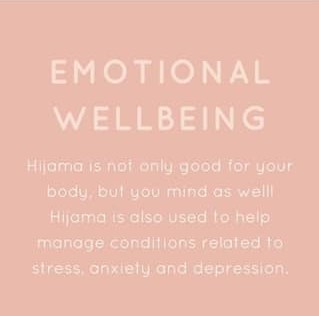 EMOTIONAL
WELLBEING
Hijama is not only good for your
body, but you mind as well!
Hijama is also used to help
manage conditions related to
stress, anxiety and depression.